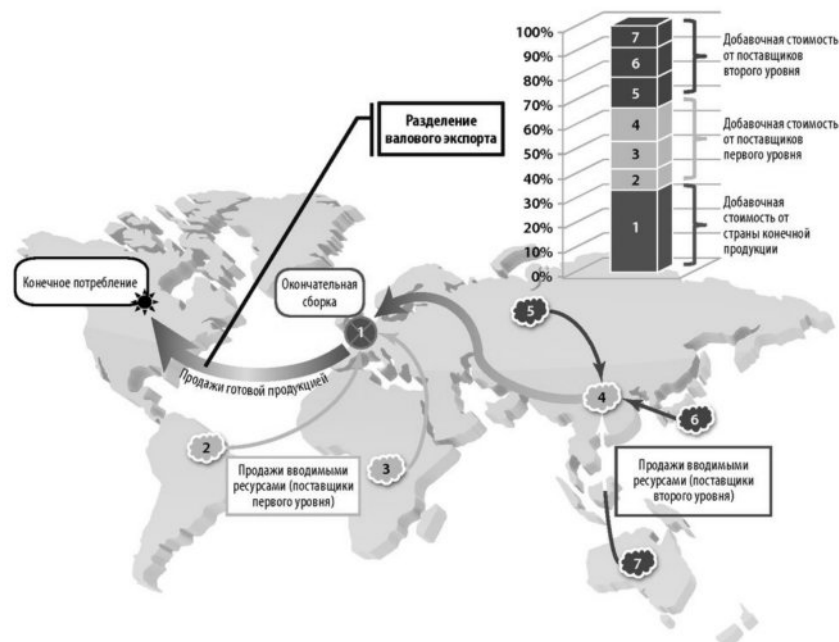 100%
90%
80%
70%
60%
50%
40%
30%
20%
10%
0%
7
6
5
4
3
2
1
Добавочная стоимость
от поставщиков
второго уровня
Добавочная стоимость
от поставщиков
первого уровня
Добавочная
стоимость от
страны конечной
продукции
Разделение
валового экспорта
Конечное потребление
Окончательная
сборка
1
Продажи готовой продукцией
5
4
6
2
3
7
Продажи вводимыми
ресурсами (поставщики
первого уровня)
Продажи вводимыми
ресурсами (поставщики
второго уровня)